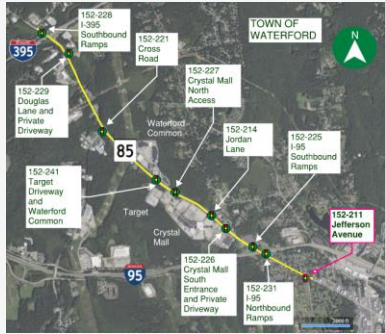 152-228
I-395
Southbound
Ramps
TOWN OF
WATERFORD
N
395
152-221
Cross
Road
152-227
Crystal Mall
North
Access
152-229
Douglas
Lane and
Private
Driveway
Waterford
Common
152-214
Jordan
Lane
85
152-225
I-95
Southbound
Ramps
152-241
Target
Driveway
and
Waterford
Common
Target
152-211
Jefferson
Avenue
Crystal
Mall
95
152-226
Crystal Mall
South
Entrance
and Private
Driveway
152-231
I-95
Northbound
Ramps